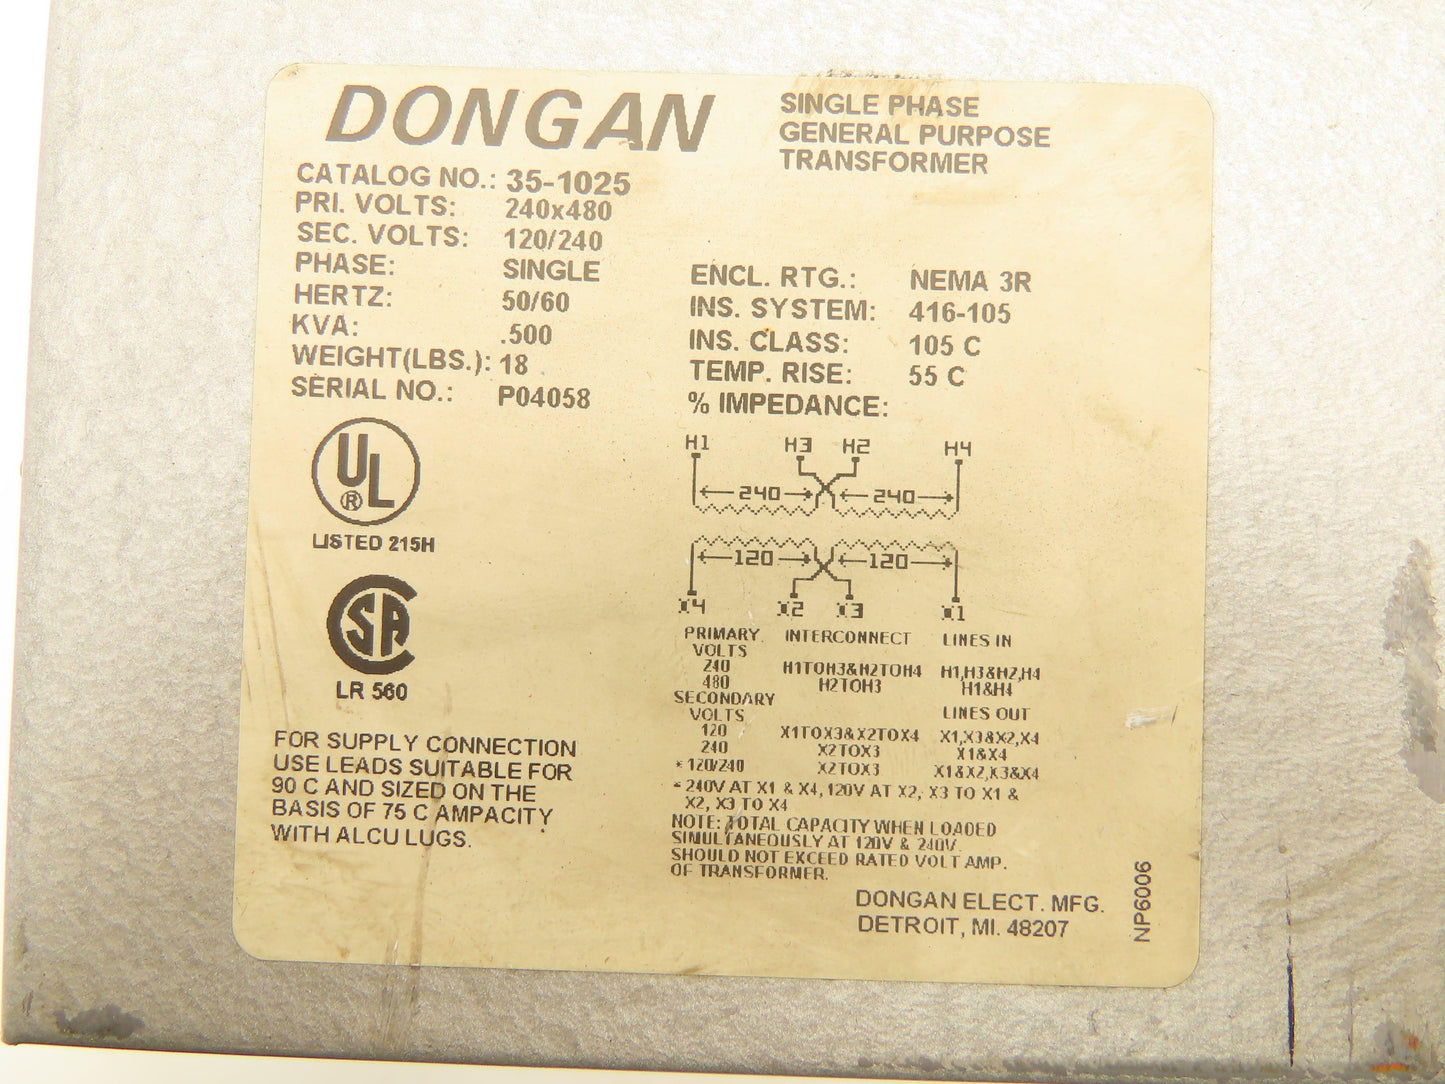 DONGAN
SINGLE PHASE
GENERAL PURPOSE
TRANSFORMER
CATALOG NO.: 35-1025
PRI. VOLTS: 240x480
SEC. VOLTS: 120/240
PHASE: SINGLE
HERTZ: 50/60
KVA: .500
WEIGHT(LBS.): 18
SERIAL NO.: P04058
ENCL. RTG.: NEMA 3R
INS. SYSTEM: 416-105
INS. CLASS: 105 C
TEMP. RISE: 55 C
% IMPEDANCE:
UL
®
LISTED 215H
CSA
LR 560
FOR SUPPLY CONNECTION
USE LEADS SUITABLE FOR
90 C AND SIZED ON THE
BASIS OF 75 C AMPACITY
WITH ALCU LUGS.
H1 H3 H2 H4
240 240
120 120
X4 X2 X3 X1
PRIMARY INTERCONNECT LINES IN
VOLTS
240 H1TOH3&H2TOH4 H1,H3&H2,H4
480 H2TOH3 H1&H4
SECONDARY
VOLTS LINES OUT
120 X1TOX3&X2TOX4 X1,X3&X2,X4
240 X2TOX3 X1&X4
* 120/240 X2TOX3 X1&X2,X3&X4
* 240V AT X1 & X4, 120V AT X2, X3 TO X1 &
X2, X3 TO X4
NOTE: TOTAL CAPACITY WHEN LOADED
SIMULTANEOUSLY AT 120V & 240V.
SHOULD NOT EXCEED RATED VOLT AMP.
OF TRANSFORMER.
DONGAN ELECT. MFG.
DETROIT, MI. 48207
NP6006